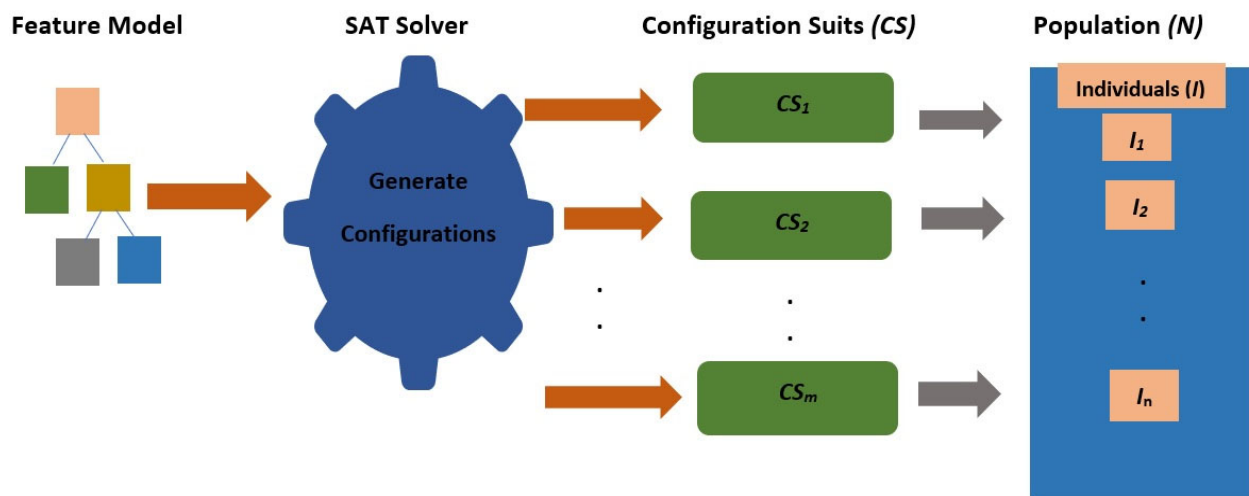 Feature Model
SAT Solver
Configuration Suits (CS)
Population (N)
Individuals (I)
Generate
Configurations
CS₁
CS₂
.
.
.
.
CSₘ
I₁
I₂
.
.
Iₙ